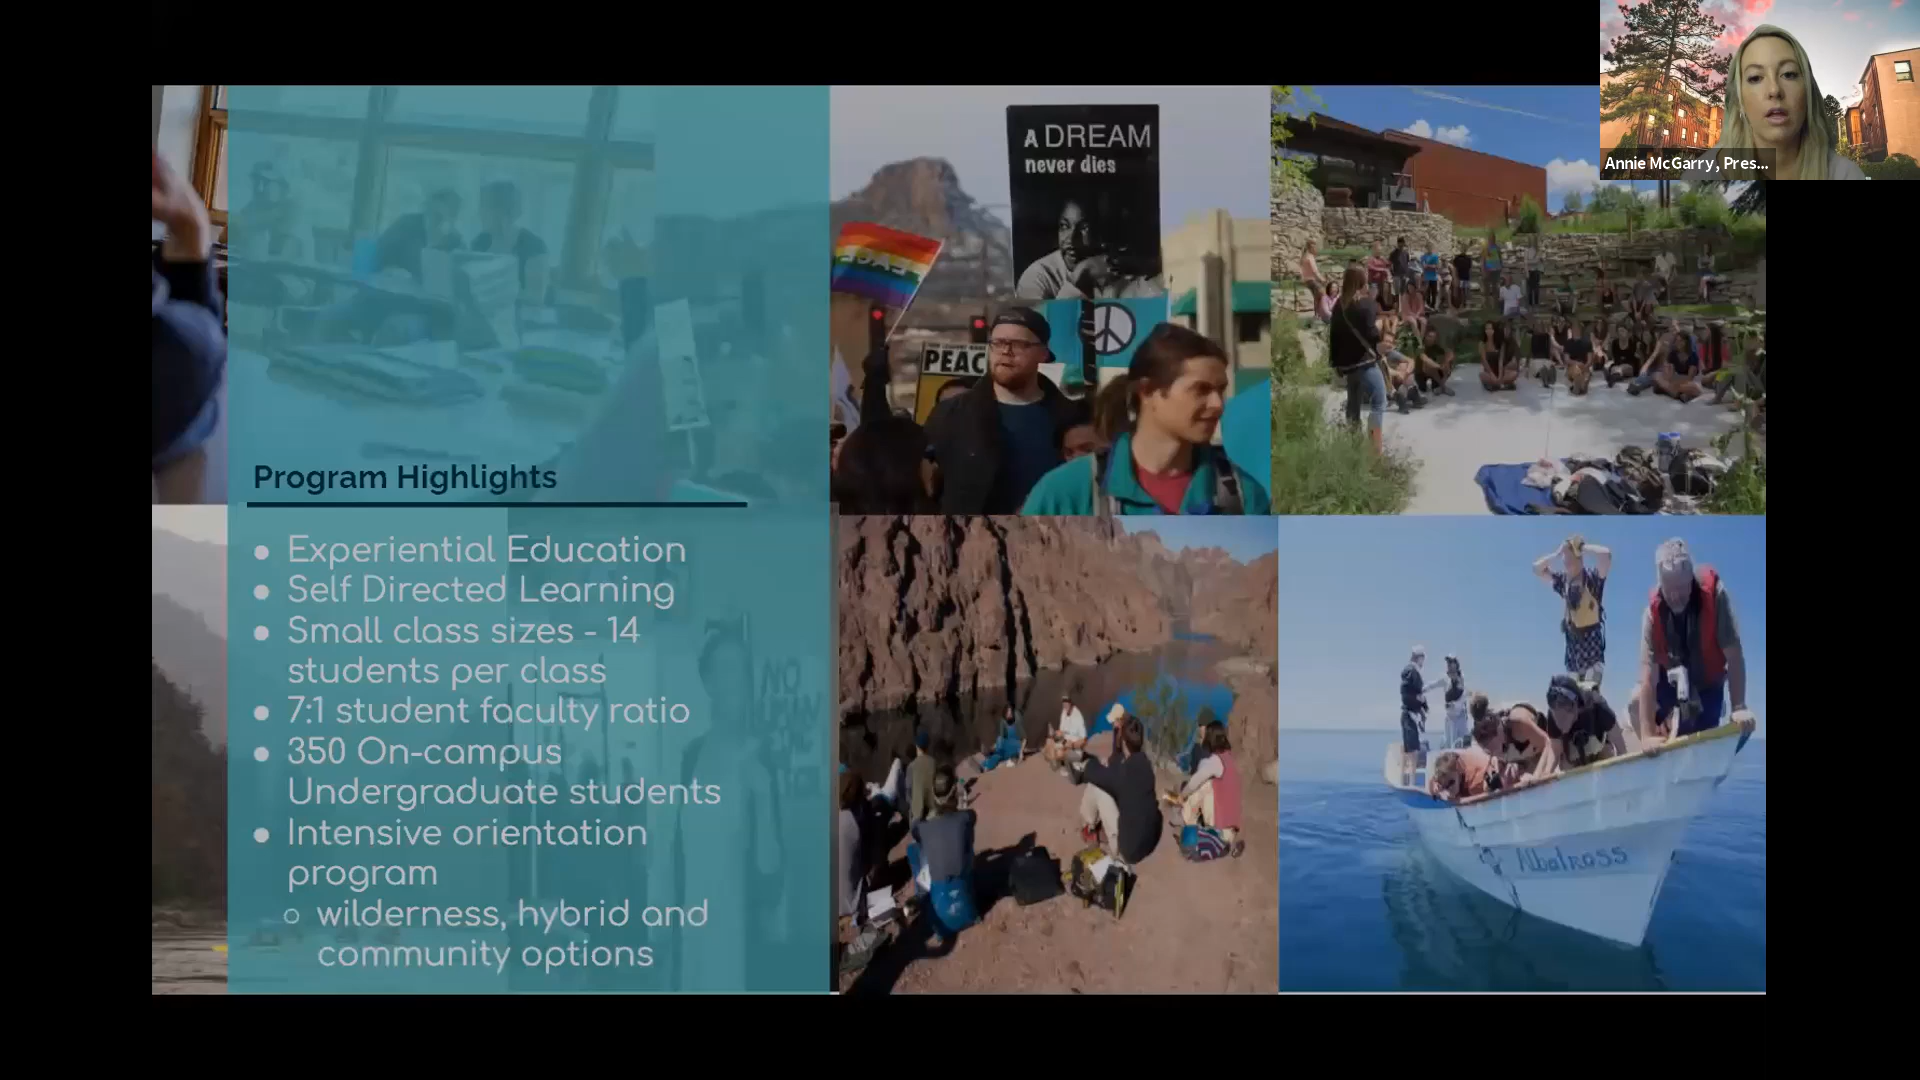 Program Highlights
● Experiential Education
● Self Directed Learning
● Small class sizes - 14
students per class
● 7:1 student faculty ratio
● 350 On-campus
Undergraduate students
● Intensive orientation
program
○ wilderness, hybrid and
community options
A DREAM
never dies
PEAC
Albatross
NO
Annie McGarry, Pres...